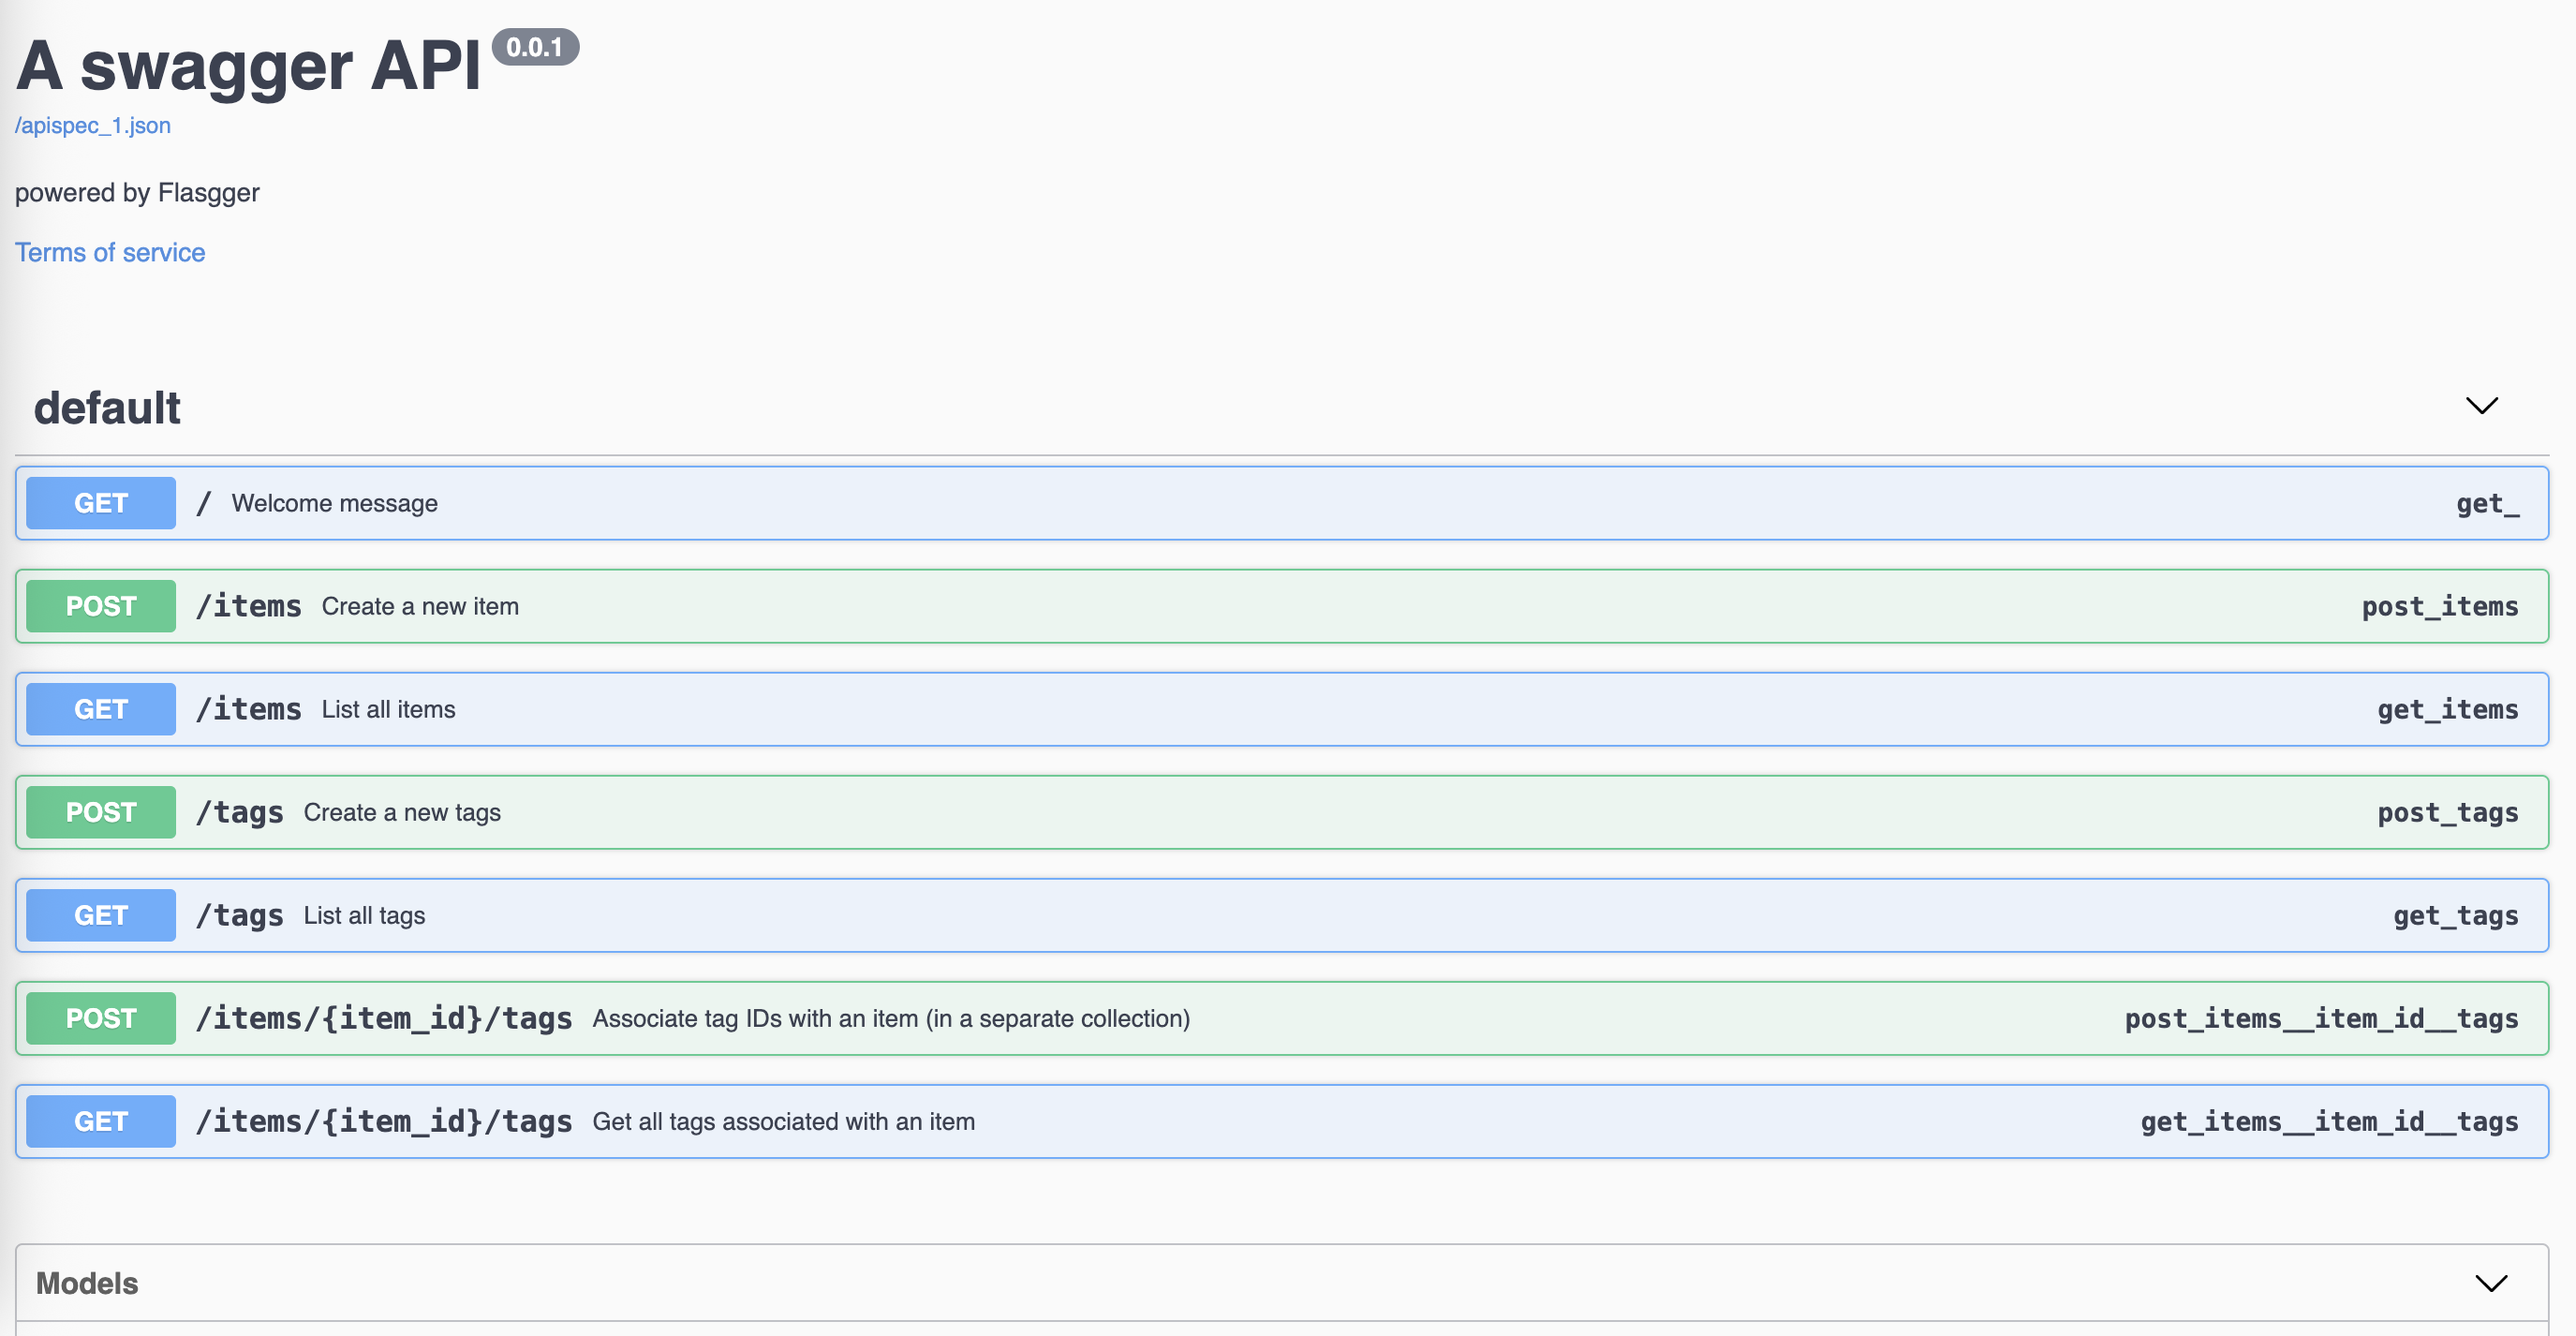 A swagger API 0.0.1
/apispec_1.json
powered by Flasgger
Terms of service
default
GET / Welcome message get_
POST /items Create a new item post_items
GET /items List all items get_items
POST /tags Create a new tags post_tags
GET /tags List all tags get_tags
POST /items/{item_id}/tags Associate tag IDs with an item (in a separate collection) post_items__item_id__tags
GET /items/{item_id}/tags Get all tags associated with an item get_items__item_id__tags
Models